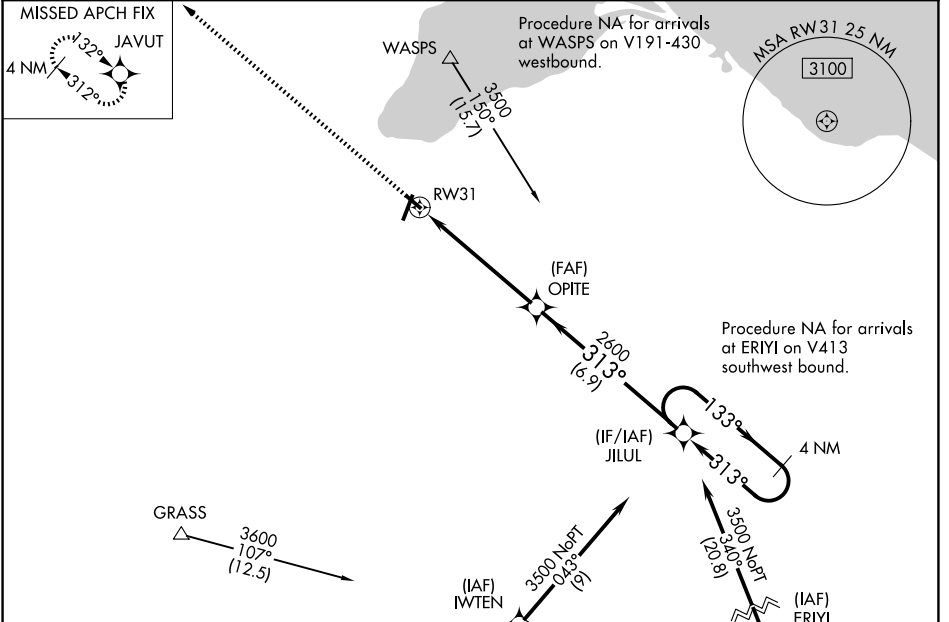 MISSED APCH FIX
JAVUT
132°
4 NM
312°
WASPS
3500
150°
(15.7)
Procedure NA for arrivals
at WASPS on V191-430
westbound.
MSA RW31 25 NM
3100
RW31
(FAF)
OPITE
2600
313°
(6.9)
Procedure NA for arrivals
at ERIYI on V413
southwest bound.
(IF/IAF)
JILUL
133°
4 NM
313°
GRASS
3600
107°
(12.5)
(IAF)
IWTEN
3500 NoPT
043°
(9)
3500 NoPT
340°
(20.8)
(IAF)
ERIYI